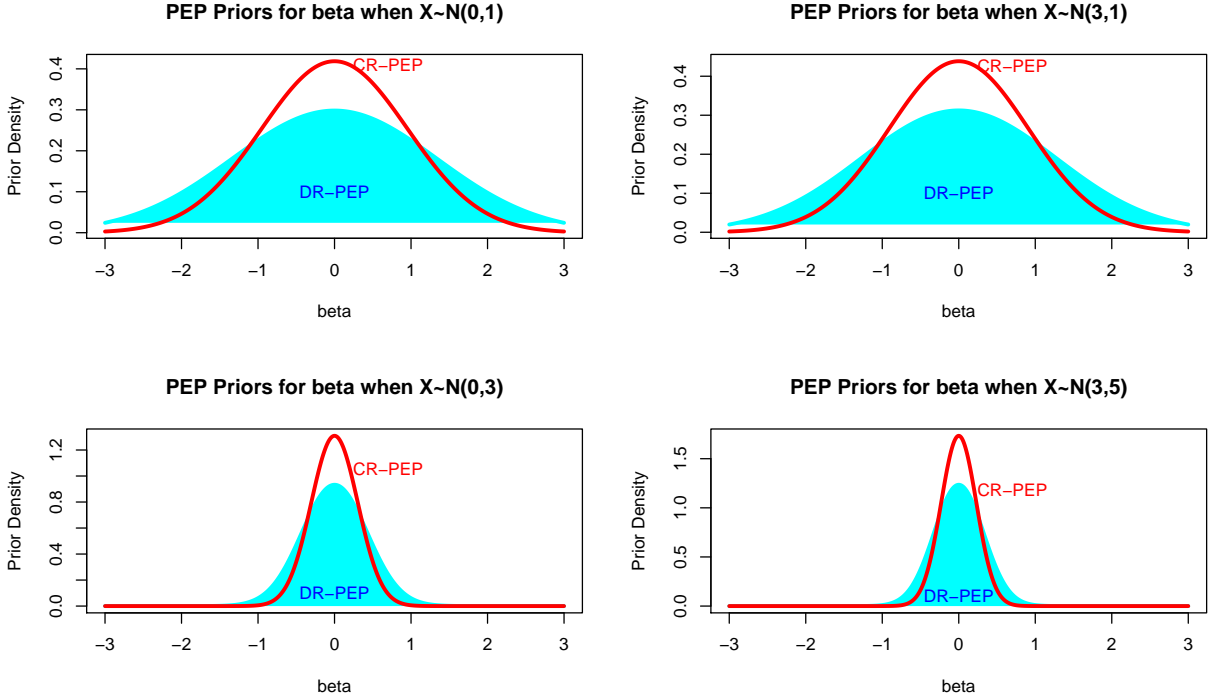 PEP Priors for beta when X~N(0,1)
Prior Density
0.0 0.1 0.2 0.3 0.4
CR−PEP
DR−PEP
−3 −2 −1 0 1 2 3
beta
PEP Priors for beta when X~N(3,1)
Prior Density
0.0 0.1 0.2 0.3 0.4
CR−PEP
DR−PEP
−3 −2 −1 0 1 2 3
beta
PEP Priors for beta when X~N(0,3)
Prior Density
0.0 0.4 0.8 1.2
CR−PEP
DR−PEP
−3 −2 −1 0 1 2 3
beta
PEP Priors for beta when X~N(3,5)
Prior Density
0.0 0.5 1.0 1.5
CR−PEP
DR−PEP
−3 −2 −1 0 1 2 3
beta